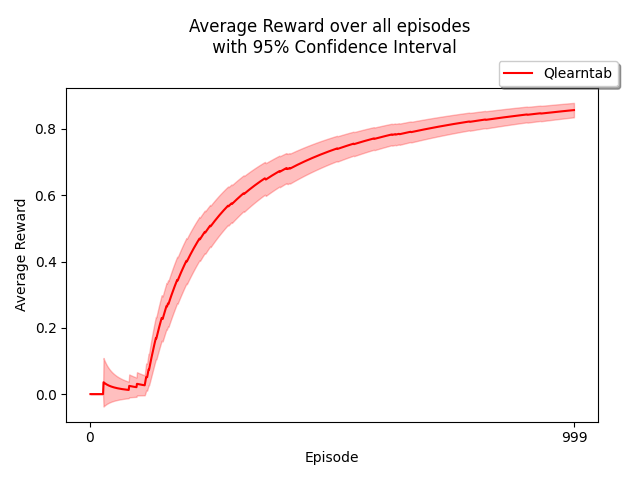 Average Reward over all episodes
with 95% Confidence Interval
Qlearntab
0.8
0.6
0.4
0.2
0.0
Average Reward
0
999
Episode